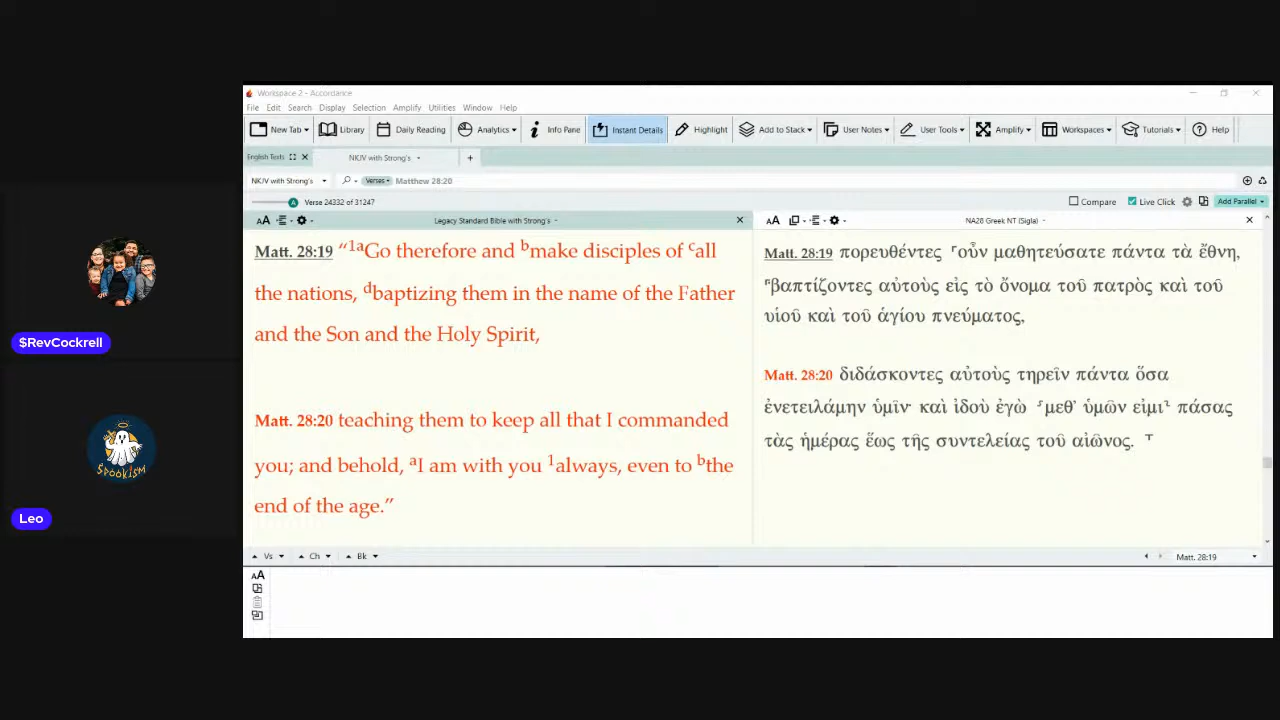 Workspace 2 - Accordance
File Edit Search Display Selection Amplify Utilities Window Help
New Tab Library Daily Reading Analytics Info Pane Instant Details Highlight Add to Stack User Notes User Tools Amplify Workspaces Tutorials Help
English Texts NKJV with Strong's +
NKJV with Strong's Verses Matthew 28:20
Verse 24332 of 31247 Compare Live Click Add Parallel
Legacy Standard Bible with Strong's
Matt. 28:19 “1aGo therefore and bmake disciples of call
the nations, dbaptizing them in the name of the Father
and the Son and the Holy Spirit,
Matt. 28:20 teaching them to keep all that I commanded
you; and behold, aI am with you 1always, even to bthe
end of the age.”
NA28 Greek NT (Sigla)
Matt. 28:19 πορευθέντες ⸀οὖν μαθητεύσατε πάντα τὰ ἔθνη,
⸁βαπτίζοντες αὐτοὺς εἰς τὸ ὄνομα τοῦ πατρὸς καὶ τοῦ
υἱοῦ καὶ τοῦ ἁγίου πνεύματος,
Matt. 28:20 διδάσκοντες αὐτοὺς τηρεῖν πάντα ὅσα
ἐνετειλάμην ὑμῖν· καὶ ἰδοὺ ἐγὼ ⸉μεθ’ ὑμῶν εἰμι⸊ πάσας
τὰς ἡμέρας ἕως τῆς συντελείας τοῦ αἰῶνος. ⸆
Vs Ch Bk Matt. 28:19
$RevCockrell
SPOOKISM
Leo